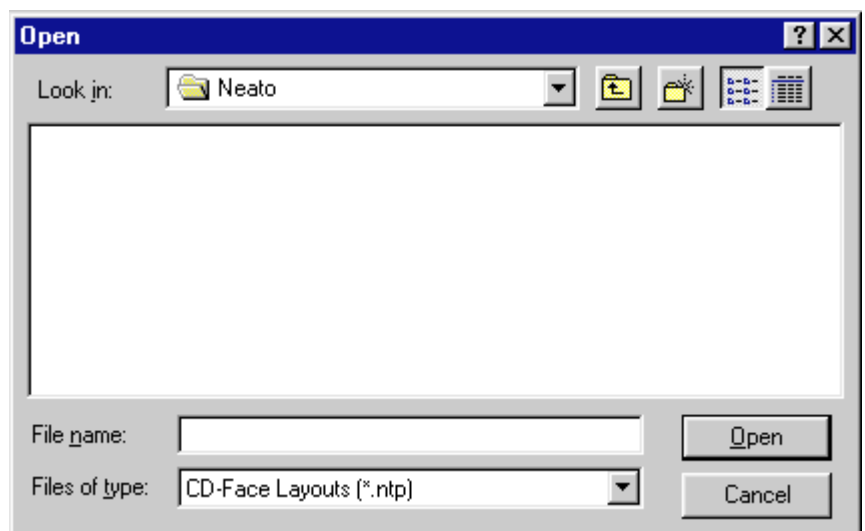 Open
Look in: Neato
File name: Open
Files of type: CD-Face Layouts (*.ntp)
Cancel